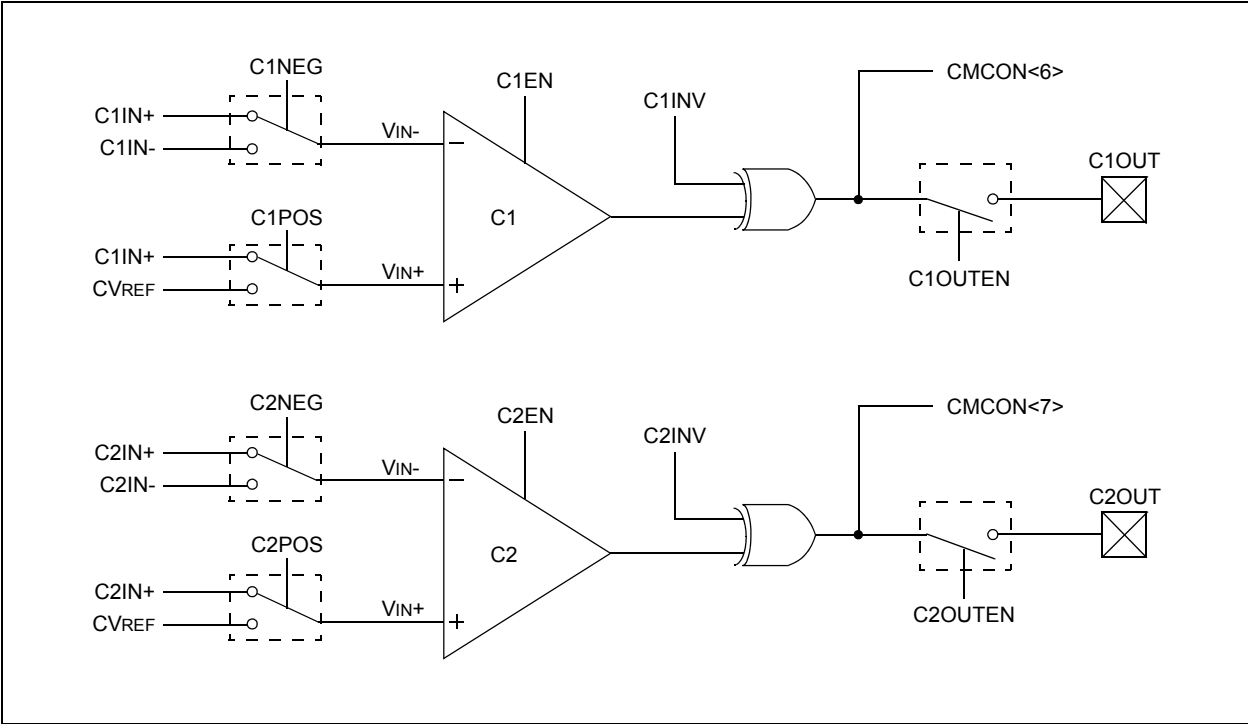 C1NEG
C1EN
C1INV
CMCON<6>
C1IN+
C1IN-
VIN-
−
C1OUT
C1
C1POS
C1IN+
CVREF
VIN+
+
C1OUTEN
C2NEG
C2EN
C2INV
CMCON<7>
C2IN+
C2IN-
VIN-
−
C2OUT
C2
C2POS
C2IN+
CVREF
VIN+
+
C2OUTEN